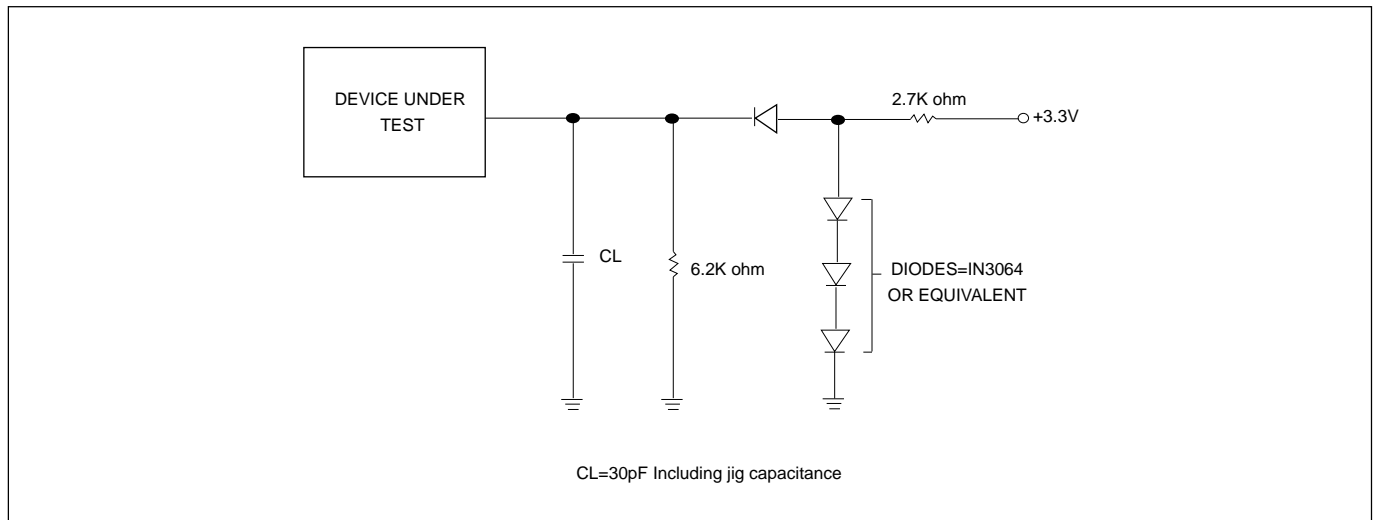 DEVICE UNDER
TEST
2.7K ohm
+3.3V
CL
6.2K ohm
DIODES=IN3064
OR EQUIVALENT
CL=30pF Including jig capacitance